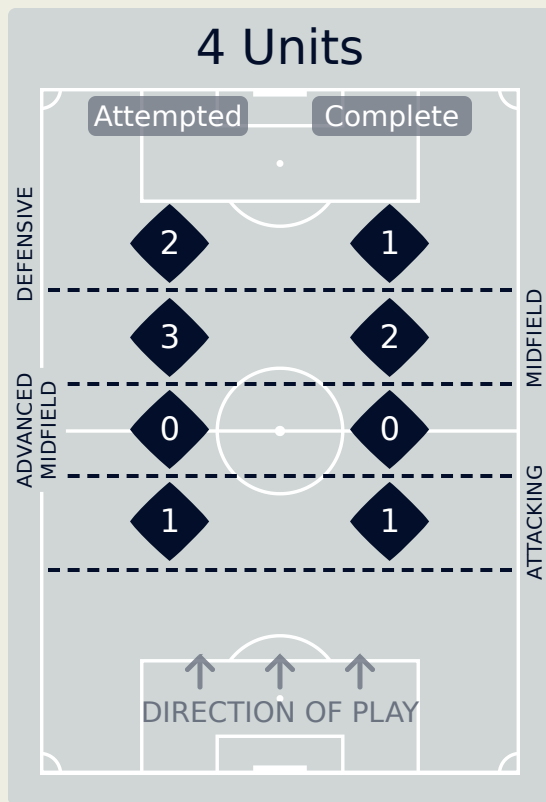 4 Units
Attempted Complete
DEFENSIVE
2 1
MIDFIELD
3 2
ADVANCED
MIDFIELD
0 0
ATTACKING
1 1
DIRECTION OF PLAY